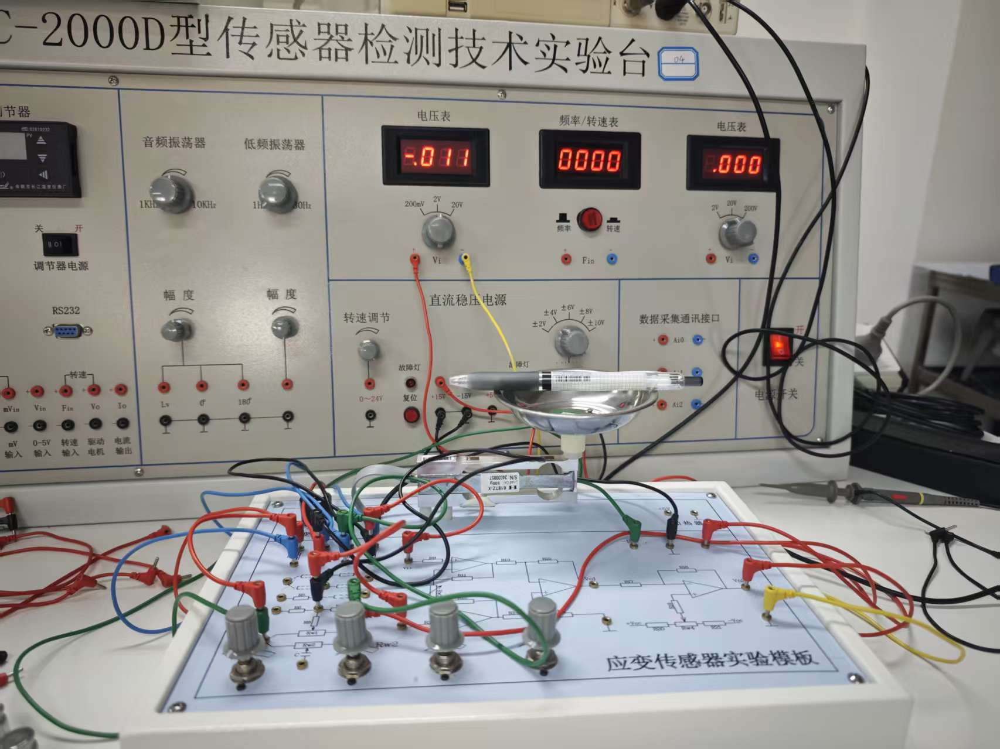 C-2000D型传感器检测技术实验台
04
节器
PV
音频振荡器
低频振荡器
1KHz
10KHz
30Hz
关
开
调节器电源
RS232
幅度
幅度
转速
mVin
Vin
Fin
Vo
Io
mV
输入
0-5V
输入
转速
输入
驱动
电机
电流
输出
Lv
0°
180°
电压表
-.011
200mV
2V
20V
Vi
频率/转速表
0000
频率
转速
Fin
电压表
.000
2V
20V
200V
Vi
直流稳压电源
转速调节
0~24V
故障灯
复位
+15V
-15V
±2V
±4V
±6V
±8V
±10V
故障灯
数据采集通讯接口
Ai0
Ai2
开
关
电源开关
S/N: 24030057
热器
Rw1
Rw2
C
Rw2
+Vcc
R20
Rw4
R21
-Vcc
应变传感器实验模板